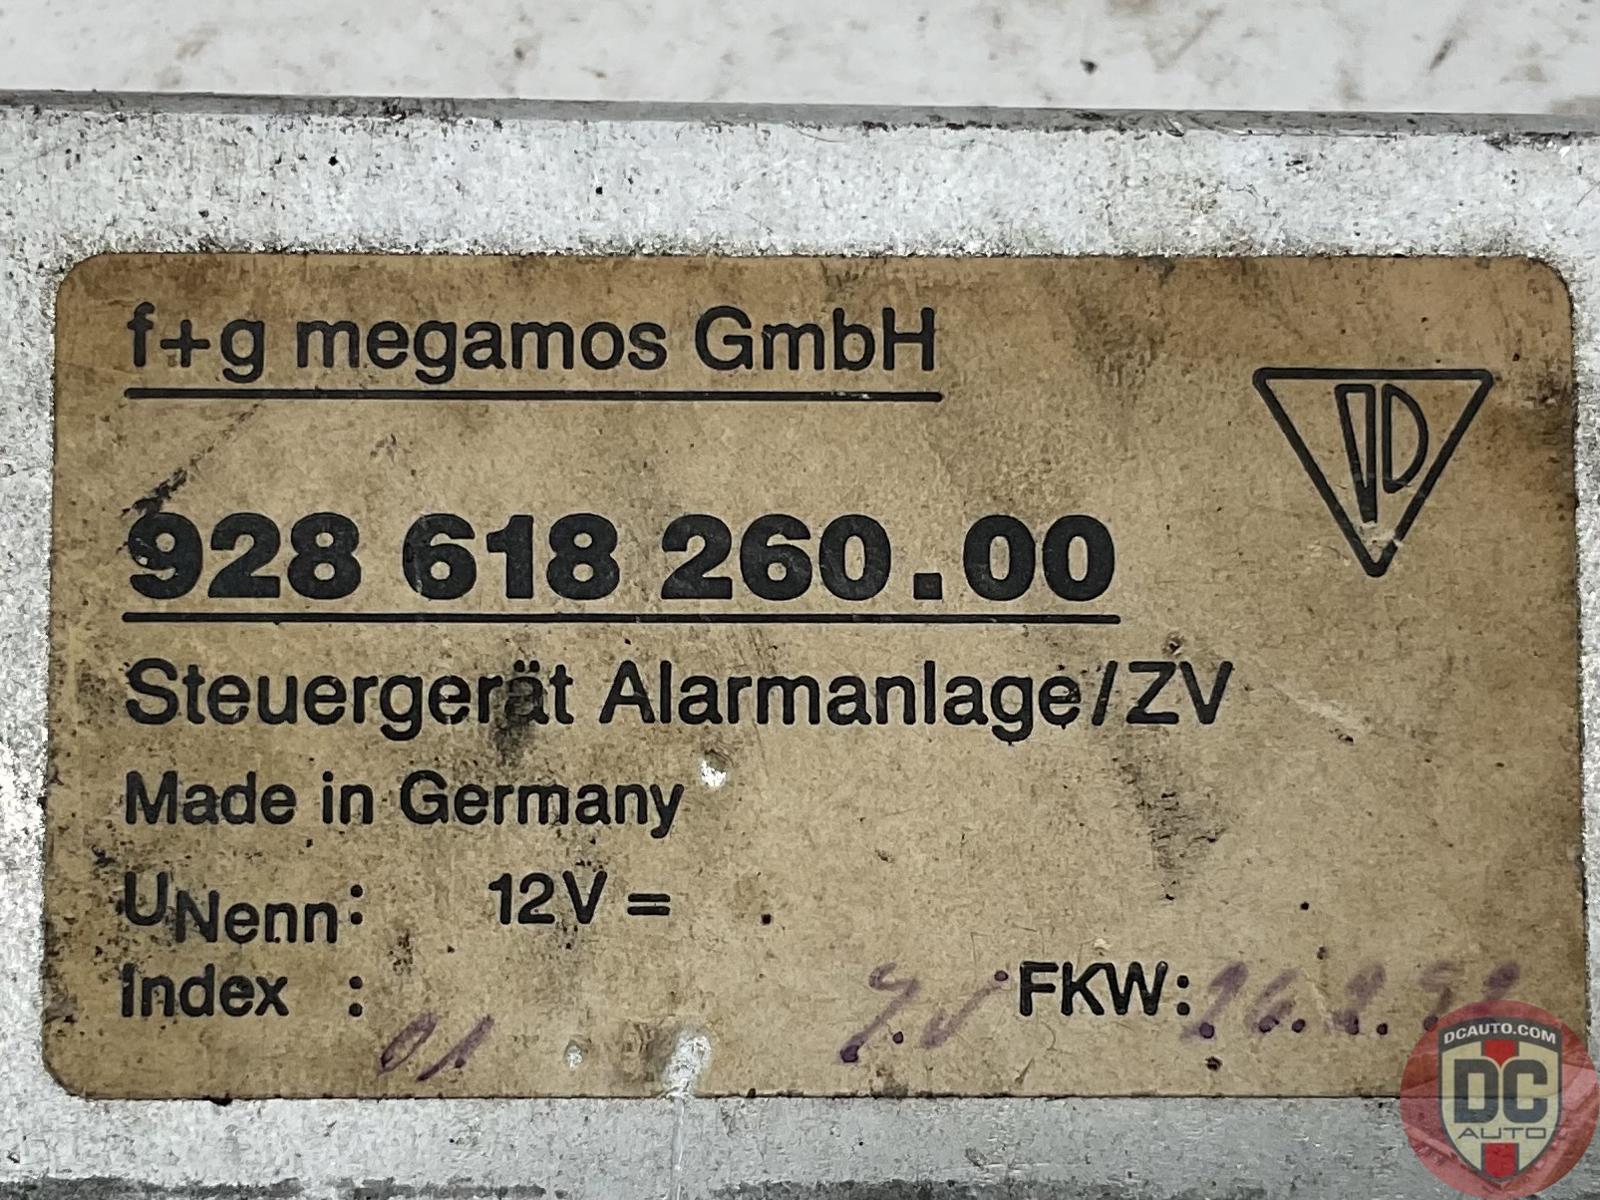 f+g megamos GmbH
928 618 260.00
Steuergerät Alarmanlage/ZV
Made in Germany
UNenn: 12V =
Index : 01 FKW:
DCAUTO.COM
DC
AUTO